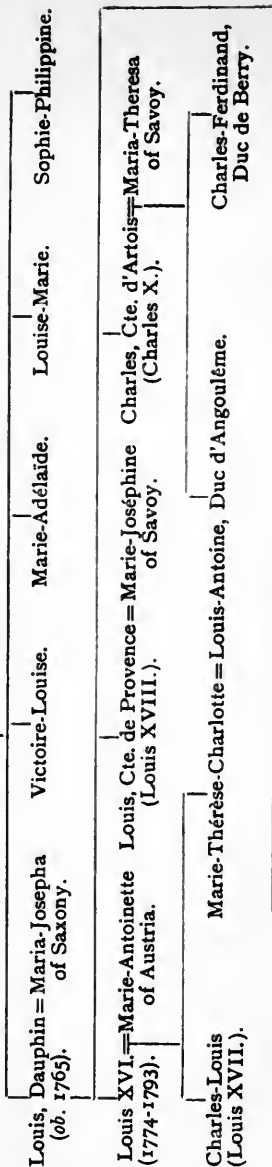 Louis, Dauphin = Maria-Josepha of Saxony.
(ob. 1765).
Victoire-Louise.
Marie-Adélaïde.
Louise-Marie.
Sophie-Philippine.
Louis XVI. = Marie-Antoinette of Austria.
(1774-1793).
Louis, Cte. de Provence = Marie-Joséphine of Savoy.
(Louis XVIII.).
Charles, Cte. d'Artois = Maria-Theresa of Savoy.
(Charles X.).
Charles-Louis
(Louis XVII.).
Marie-Thérèse-Charlotte = Louis-Antoine, Duc d'Angoulême.
Charles-Ferdinand,
Duc de Berry.